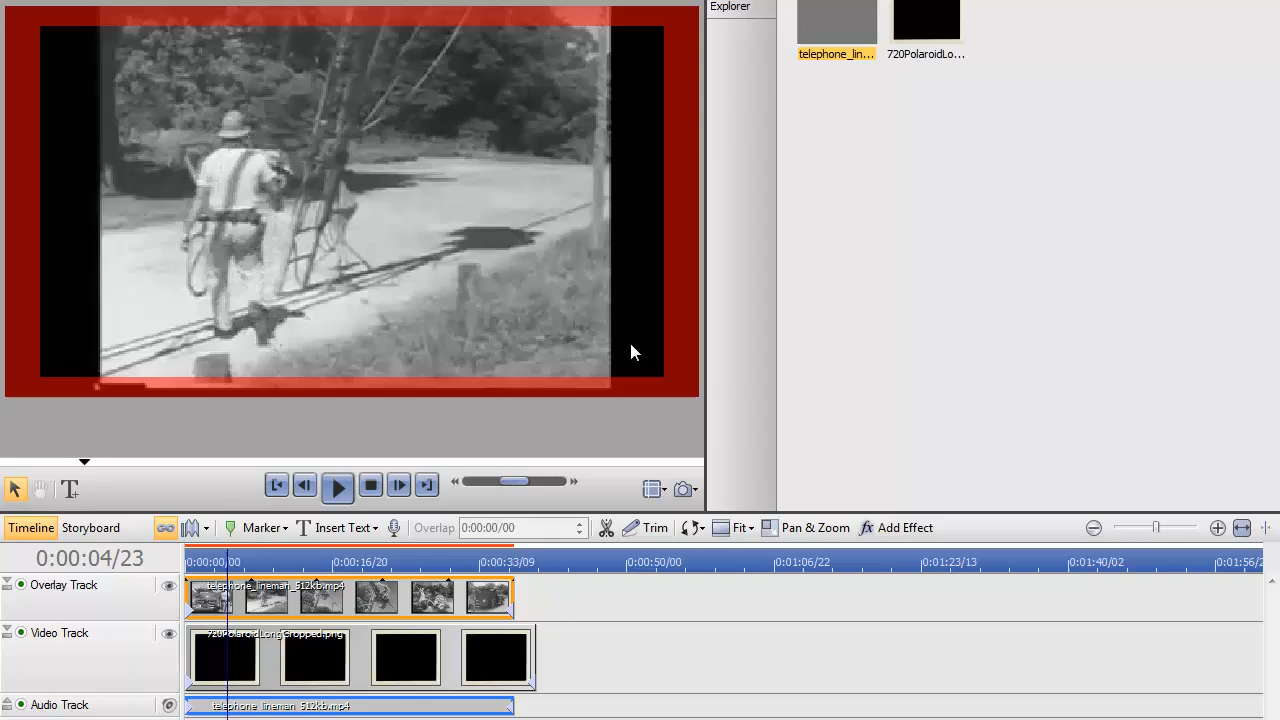 Explorer
telephone_lin... 720PolaroidLo...
Timeline Storyboard Marker Insert Text Overlap 0:00:00/00 Trim Fit Pan & Zoom fx Add Effect
0:00:04/23 0:00:00/00 0:00:16/20 0:00:33/09 0:00:50/00 0:01:06/22 0:01:23/13 0:01:40/02 0:01:56/2
Overlay Track telephone_lineman_512kb.mp4
Video Track 720PolaroidLongCropped.png
Audio Track telephone_lineman_512kb.mp4